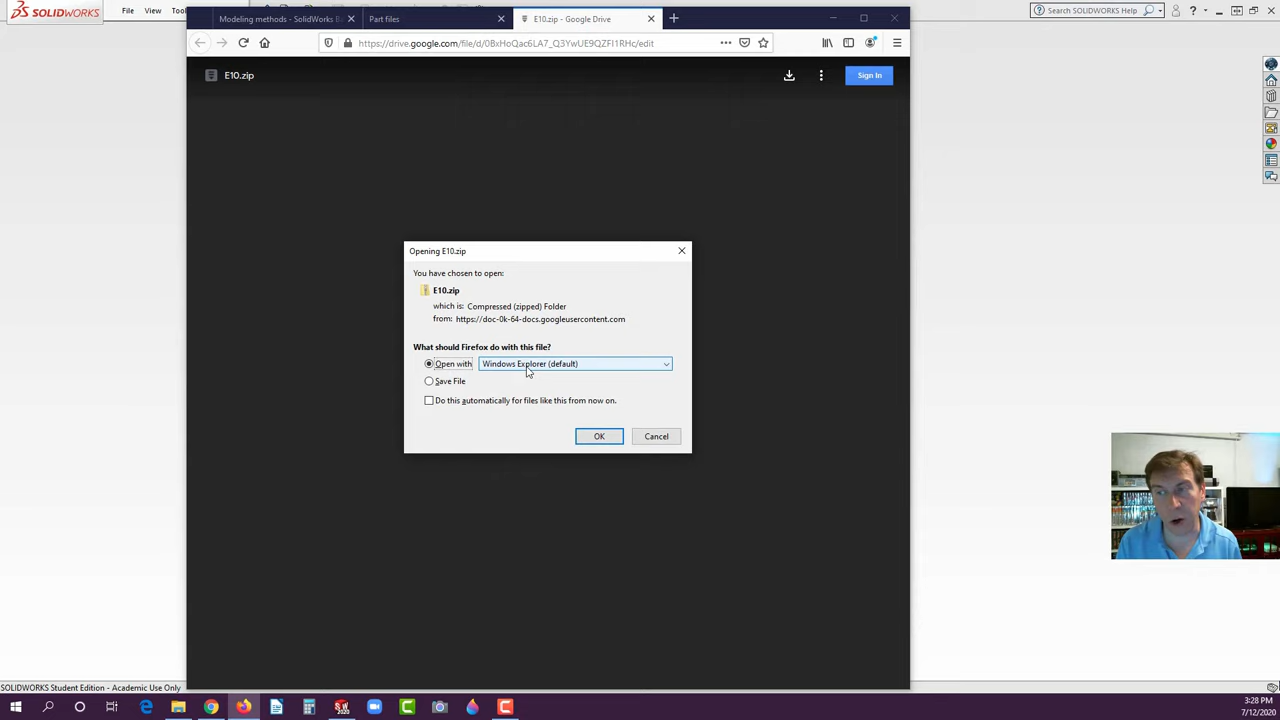 SOLIDWORKS
File
View
Too
Search SOLIDWORKS Help
Modeling methods - SolidWorks B
Part files
E10.zip - Google Drive
https://drive.google.com/file/d/0BxHoQac6LA7_Q3YwUE9QZFI1RHc/edit
E10.zip
Sign In
Opening E10.zip
You have chosen to open:
E10.zip
which is: Compressed (zipped) Folder
from: https://doc-0k-64-docs.googleusercontent.com
What should Firefox do with this file?
Open with
Windows Explorer (default)
Save File
Do this automatically for files like this from now on.
OK
Cancel
SOLIDWORKS Student Edition - Academic Use Only
3:28 PM
7/12/2020